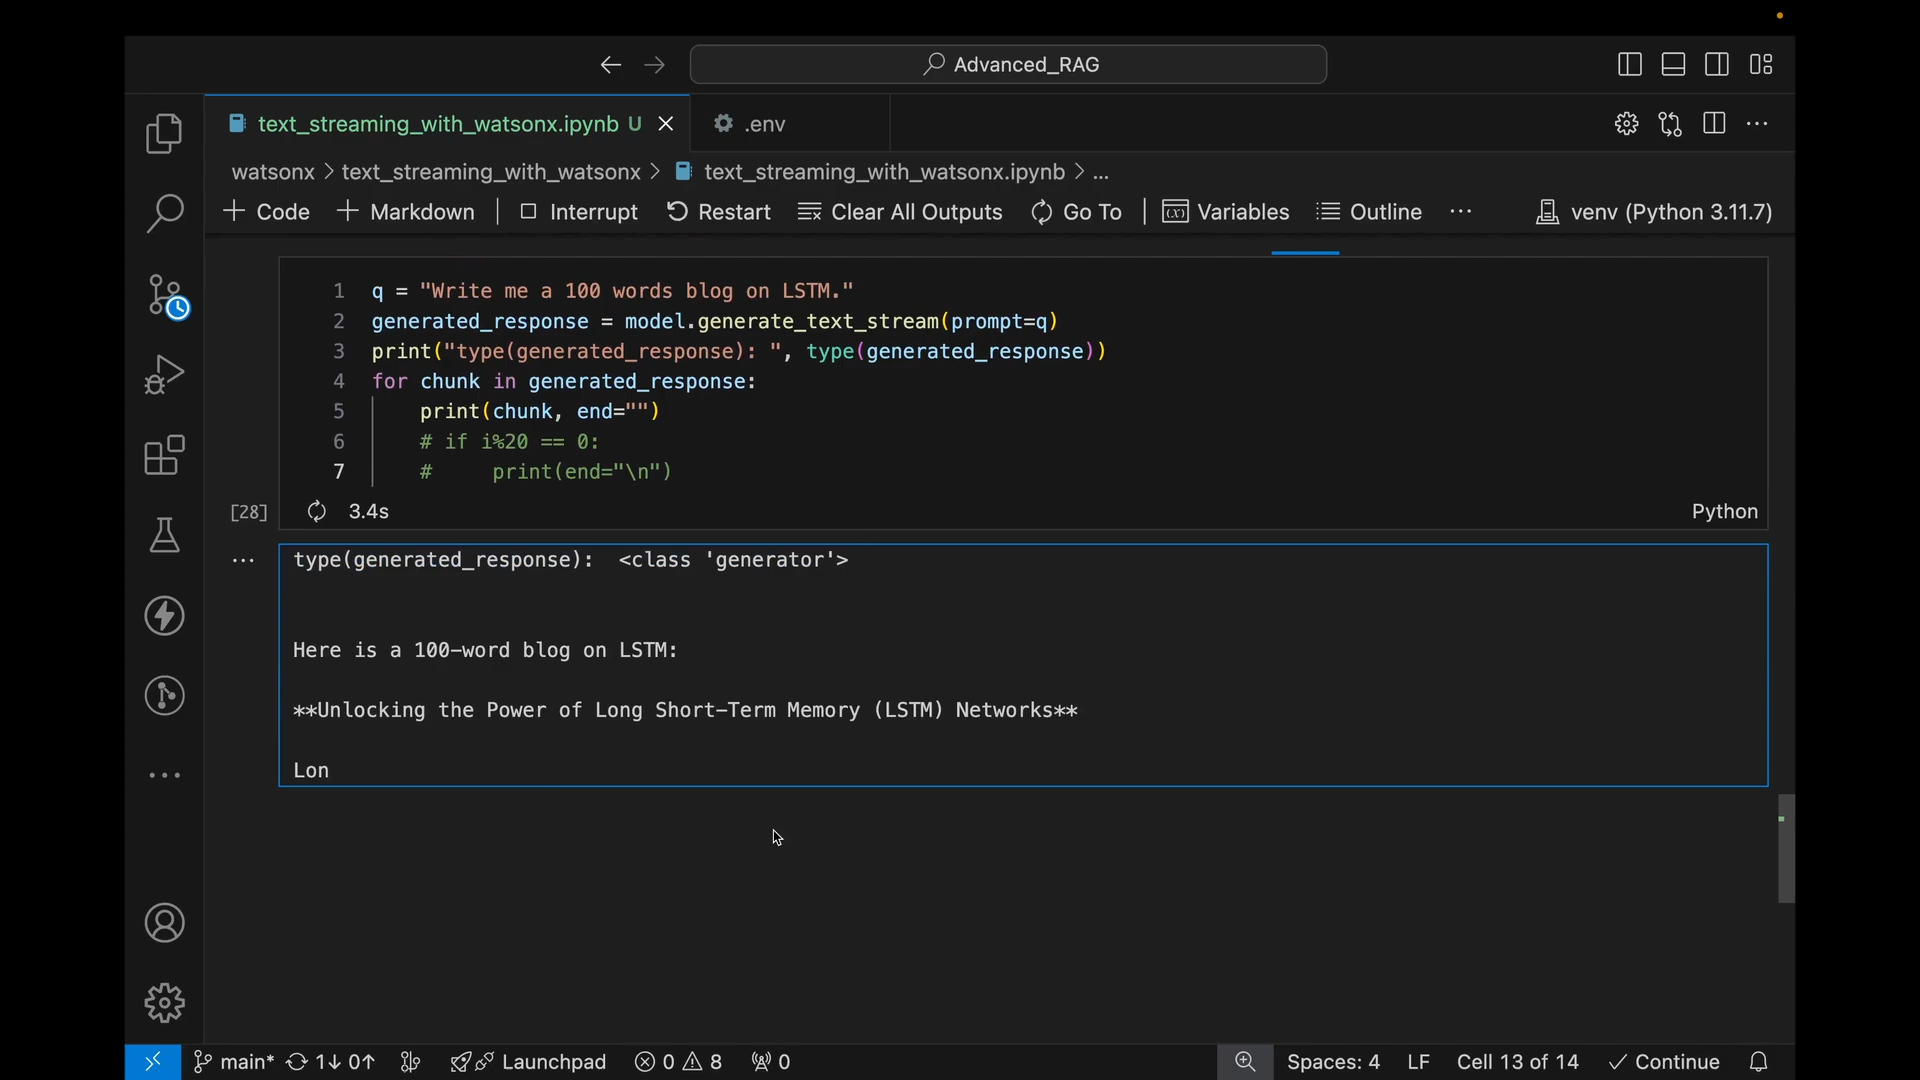 Advanced_RAG
text_streaming_with_watsonx.ipynb U
.env
watsonx > text_streaming_with_watsonx > text_streaming_with_watsonx.ipynb > ...
+ Code + Markdown | Interrupt Restart Clear All Outputs Go To | Variables Outline ... venv (Python 3.11.7)
1 q = "Write me a 100 words blog on LSTM."
2 generated_response = model.generate_text_stream(prompt=q)
3 print("type(generated_response): ", type(generated_response))
4 for chunk in generated_response:
5 print(chunk, end="")
6 # if i%20 == 0:
7 #     print(end="\n")
[28] 3.4s Python
... type(generated_response):  <class 'generator'>
Here is a 100-word blog on LSTM:
**Unlocking the Power of Long Short-Term Memory (LSTM) Networks**
Lon
main* 1↓ 0↑ Launchpad 0 8 0 Spaces: 4 LF Cell 13 of 14 ✓ Continue